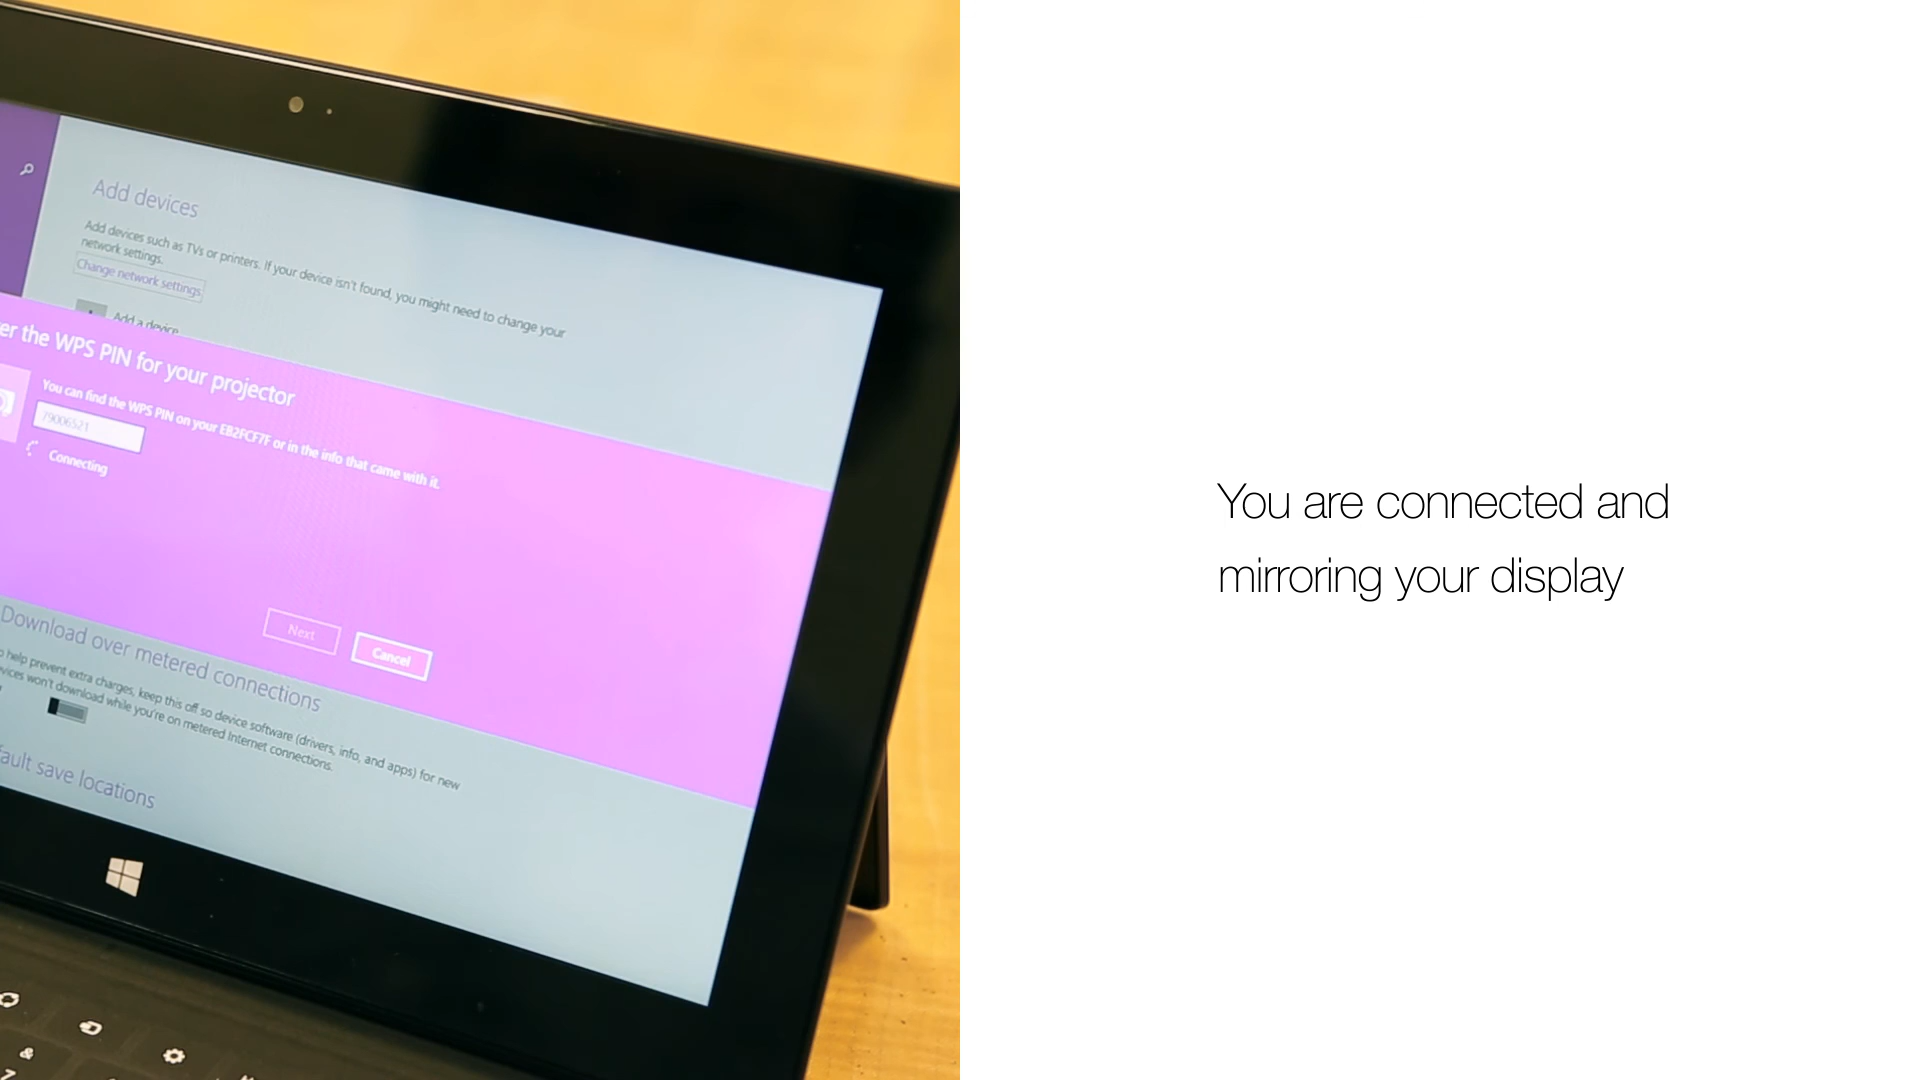 Add devices
Add devices such as TVs or printers. If your device isn't found, you might need to change your
network settings.
Change network settings
Add a device
er the WPS PIN for your projector
You can find the WPS PIN on your EB2FCF7F or in the info that came with it.
79006521
Connecting
Next
Cancel
Download over metered connections
o help prevent extra charges, keep this off so device software (drivers, info, and apps) for new
vices won't download while you're on metered Internet connections.
fault save locations
&
7
You are connected and
mirroring your display